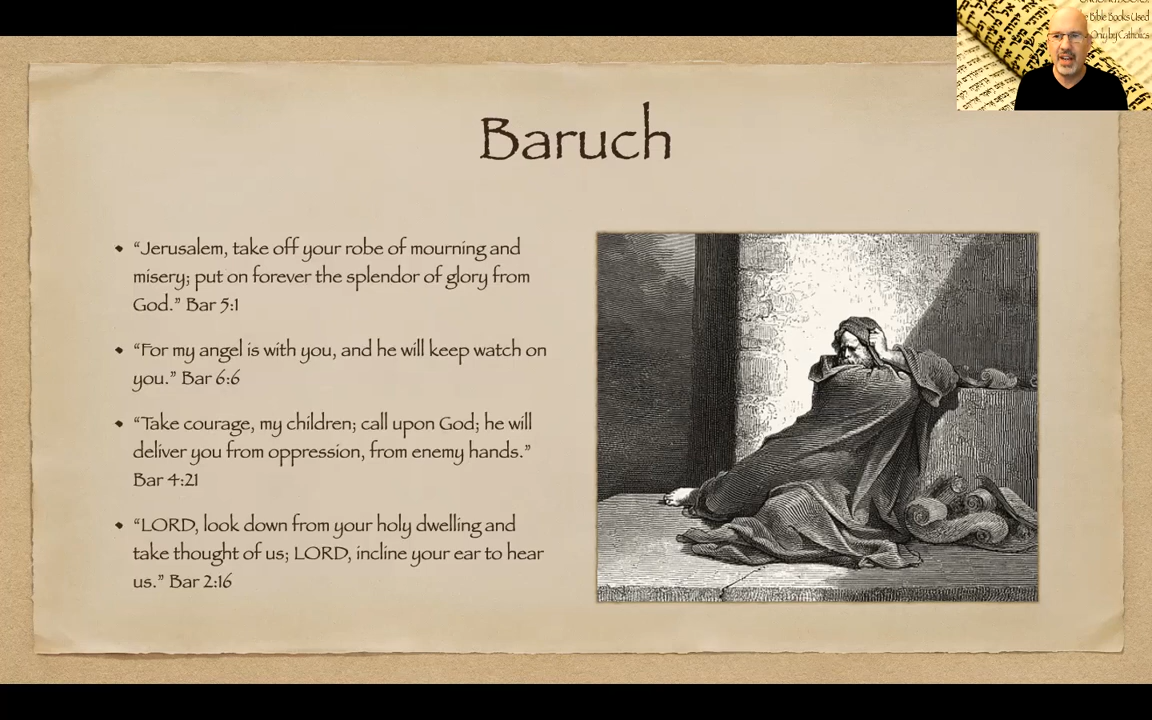 e Bible Books Used
Only by Catholics
Baruch
• “Jerusalem, take off your robe of mourning and
misery; put on forever the splendor of glory from
God.” Bar 5:1
• “For my angel is with you, and he will keep watch on
you.” Bar 6:6
• “Take courage, my children; call upon God; he will
deliver you from oppression, from enemy hands.”
Bar 4:21
• “LORD, look down from your holy dwelling and
take thought of us; LORD, incline your ear to hear
us.” Bar 2:16